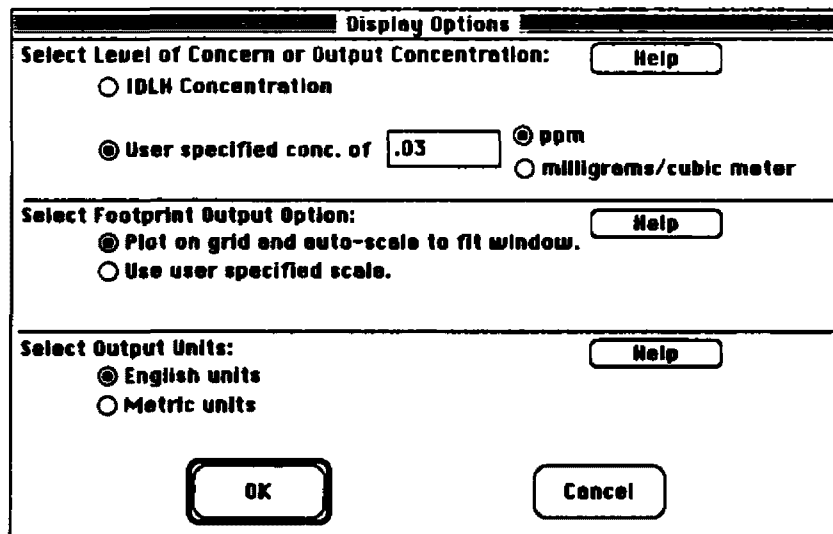 Display Options
Select Level of Concern or Output Concentration:
Help
IDLH Concentration
User specified conc. of
.03
ppm
milligrams/cubic meter
Select Footprint Output Option:
Help
Plot on grid and auto-scale to fit window.
Use user specified scale.
Select Output Units:
Help
English units
Metric units
OK
Cancel